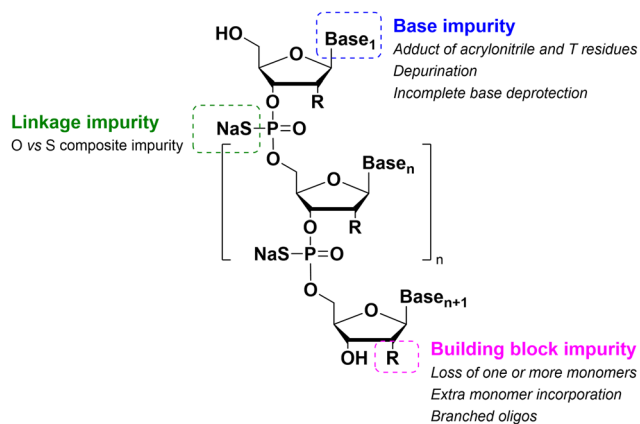 Base impurity
HO
Base1
O
Adduct of acrylonitrile and T residues
Depurination
Incomplete base deprotection
O
R
Linkage impurity
NaS–P=O
O vs S composite impurity
O
Basen
O
O
R
NaS–P=O
n
O
Basen+1
O
Building block impurity
OH
R
Loss of one or more monomers
Extra monomer incorporation
Branched oligos